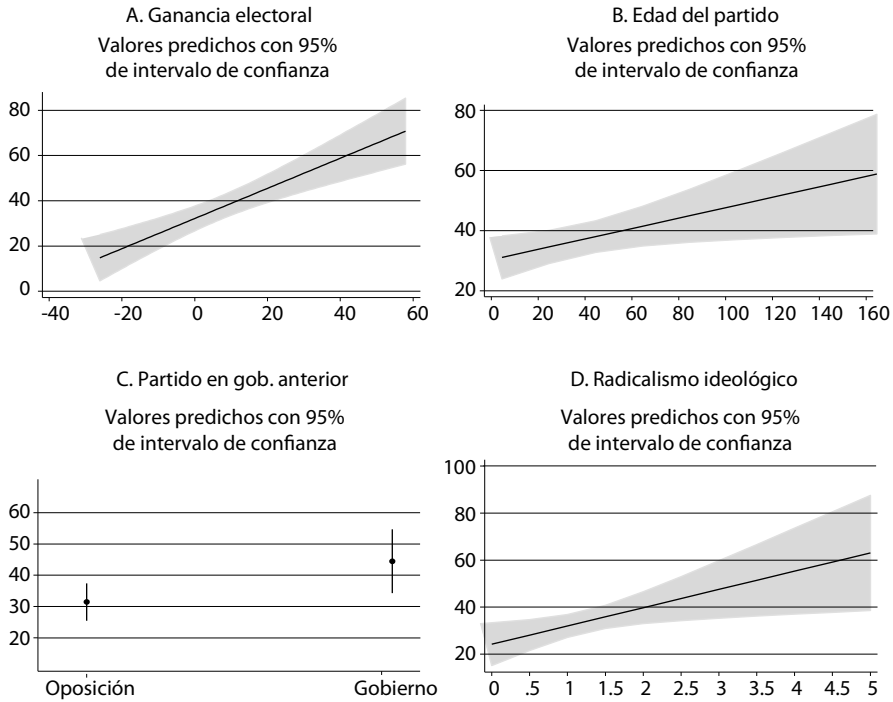 A. Ganancia electoral
Valores predichos con 95%
de intervalo de confianza
80
60
40
20
0
-40 -20 0 20 40 60
B. Edad del partido
Valores predichos con 95%
de intervalo de confianza
80
60
40
20
0 20 40 60 80 100 120 140 160
C. Partido en gob. anterior
Valores predichos con 95%
de intervalo de confianza
60
50
40
30
20
Oposición Gobierno
D. Radicalismo ideológico
Valores predichos con 95%
de intervalo de confianza
100
80
60
40
20
0 .5 1 1.5 2 2.5 3 3.5 4 4.5 5